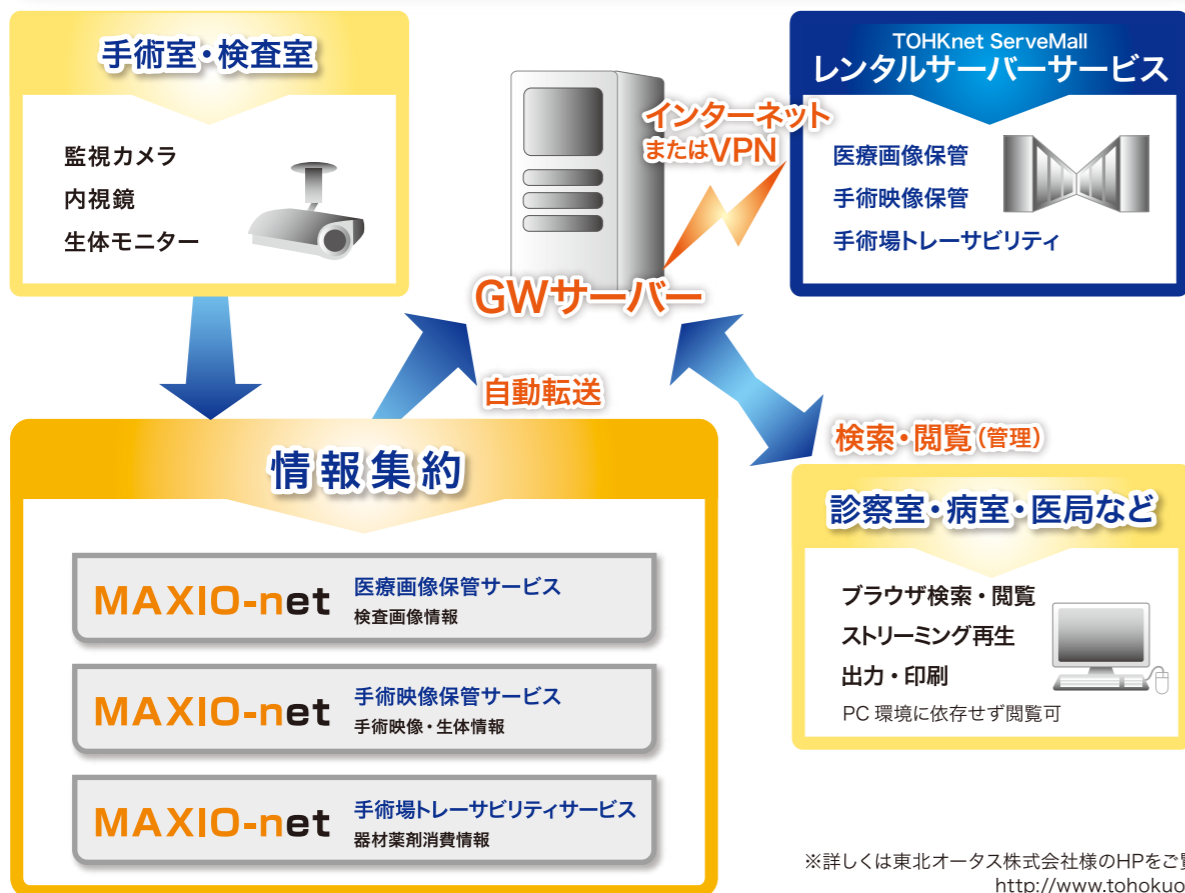 手術室・検査室
監視カメラ
内視鏡
生体モニター
インターネット
またはVPN
GWサーバー
TOHKnet ServeMall
レンタルサーバーサービス
医療画像保管
手術映像保管
手術場トレーサビリティ
自動転送
検索・閲覧(管理)
情報集約
MAXIO-net
医療画像保管サービス
検査画像情報
MAXIO-net
手術映像保管サービス
手術映像・生体情報
MAXIO-net
手術場トレーサビリティサービス
器材薬剤消費情報
診察室・病室・医局など
ブラウザ検索・閲覧
ストリーミング再生
出力・印刷
PC 環境に依存せず閲覧可
※詳しくは東北オータス株式会社様のHPをご
http://www.tohokuo